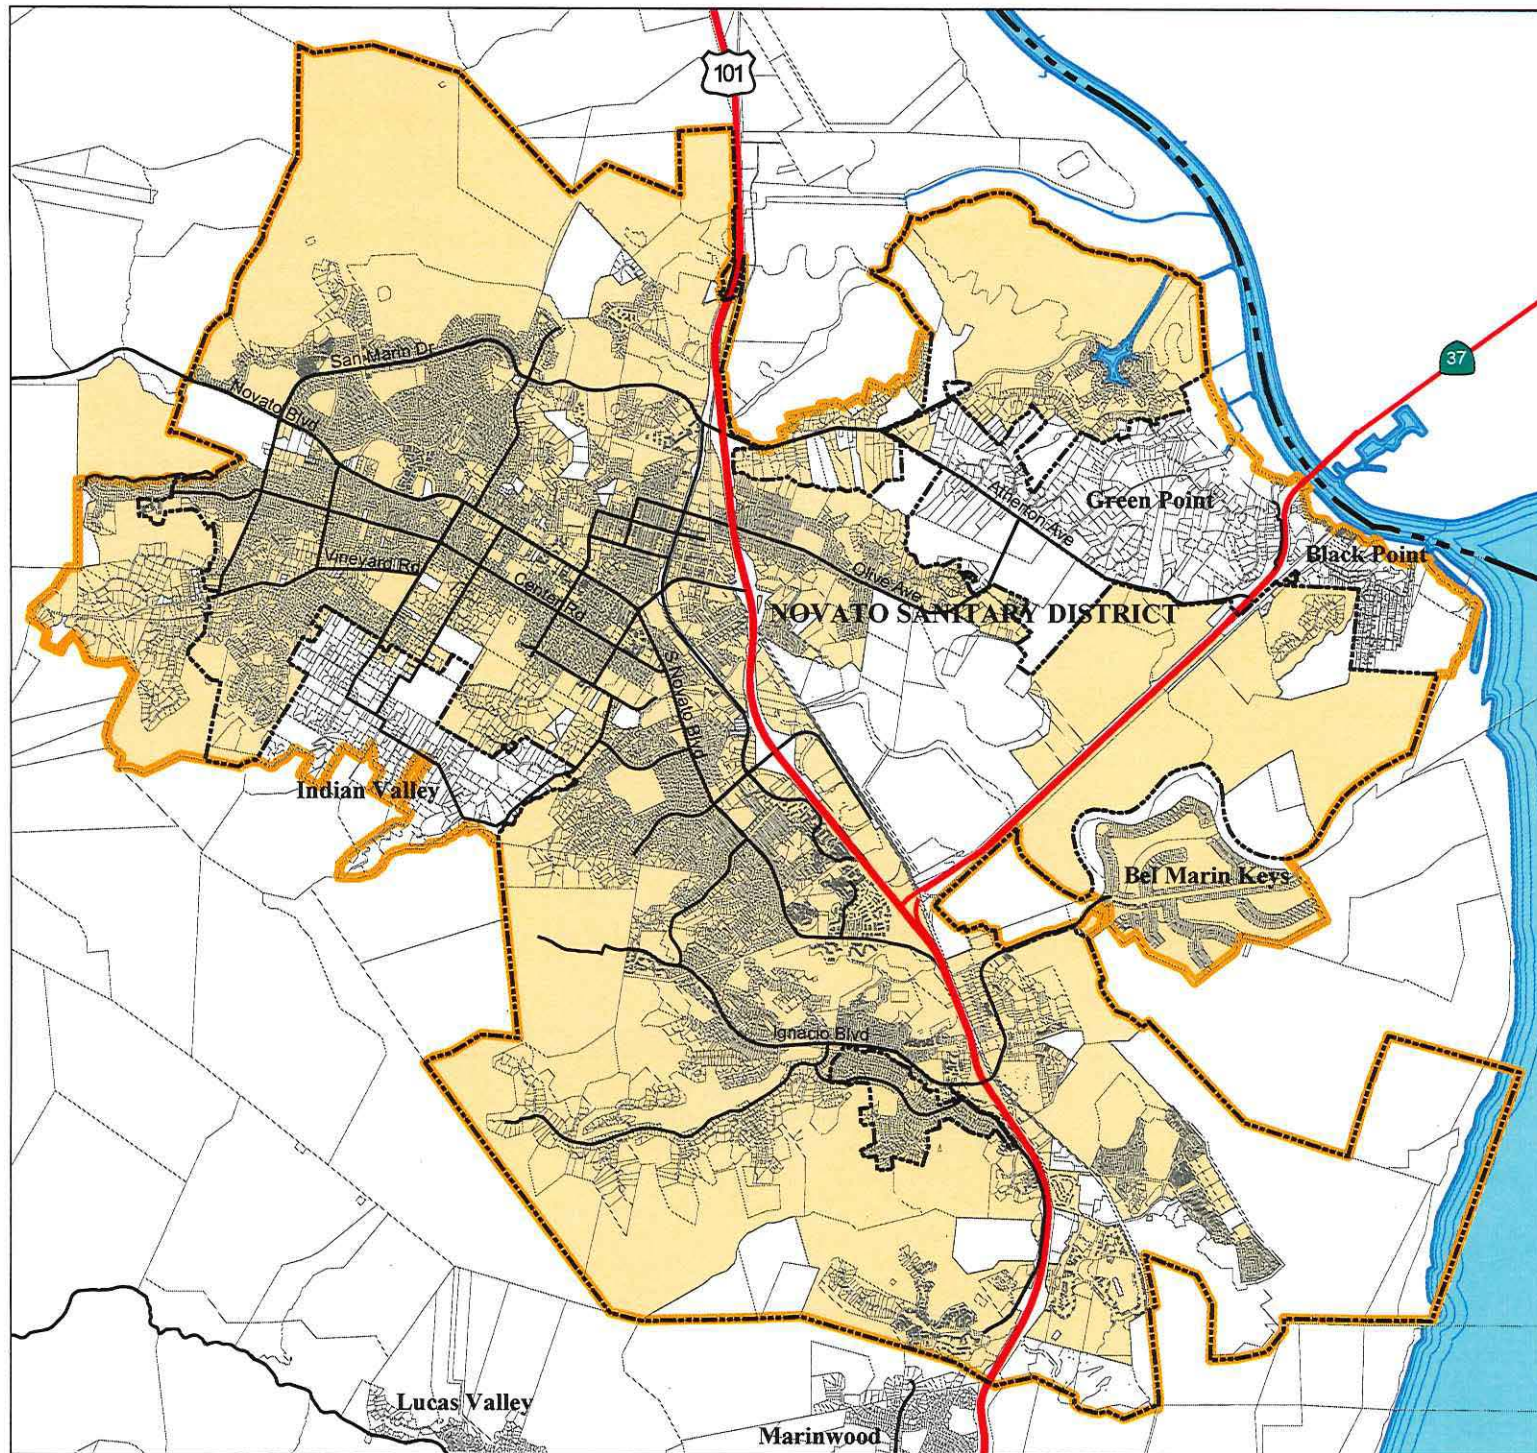 101
37
San Marin Dr
Novato Blvd
Green Point
Atherton Ave
Black Point
Vineyard Rd
Center Rd
Olive Ave
NOVATO SANITARY DISTRICT
S Novato Blvd
Indian Valley
Bel Marin Keys
Ignacio Blvd
Lucas Valley
Marinwood